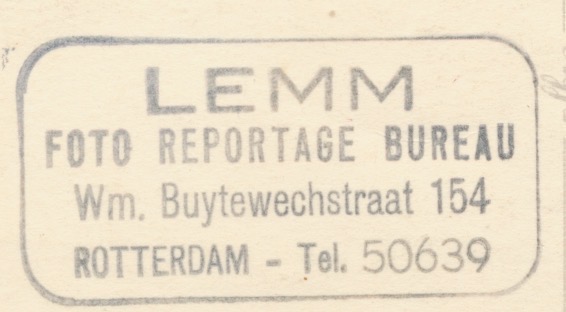 LEMM
FOTO REPORTAGE BUREAU
Wm. Buytewechstraat 154
ROTTERDAM - Tel. 50639